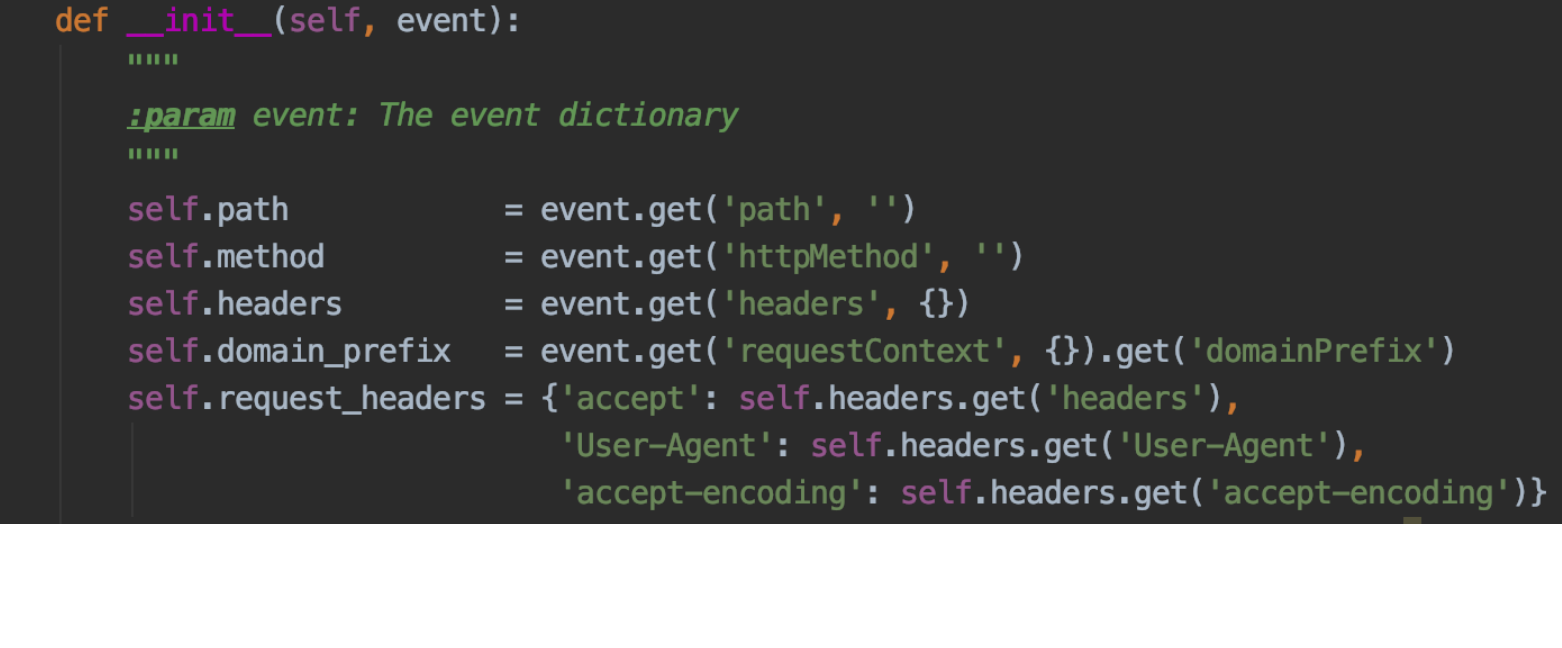 def __init__(self, event):
"""
:param event: The event dictionary
"""
self.path            = event.get('path', '')
self.method          = event.get('httpMethod', '')
self.headers         = event.get('headers', {})
self.domain_prefix   = event.get('requestContext', {}).get('domainPrefix')
self.request_headers = {'accept': self.headers.get('headers'),
'User-Agent': self.headers.get('User-Agent'),
'accept-encoding': self.headers.get('accept-encoding')}